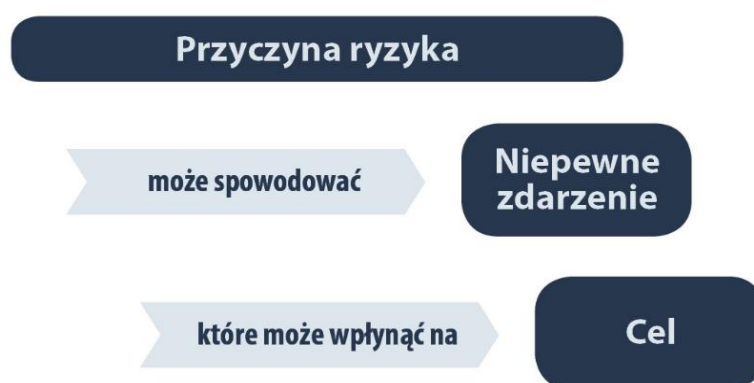 Przyczyna ryzyka
może spowodować
Niepewne
zdarzenie
które może wpłynąć na
Cel